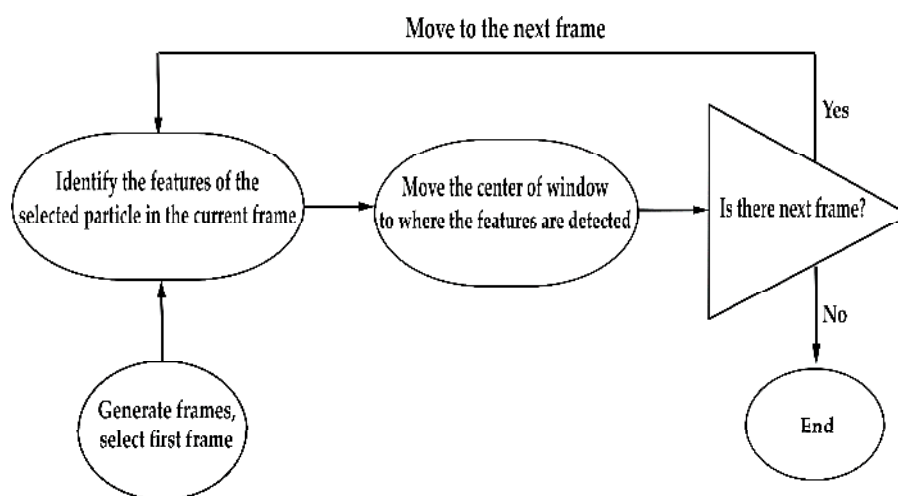 Move to the next frame
Yes
Identify the features of the
selected particle in the current frame
Move the center of window
to where the features are detected
Is there next frame?
No
Generate frames,
select first frame
End